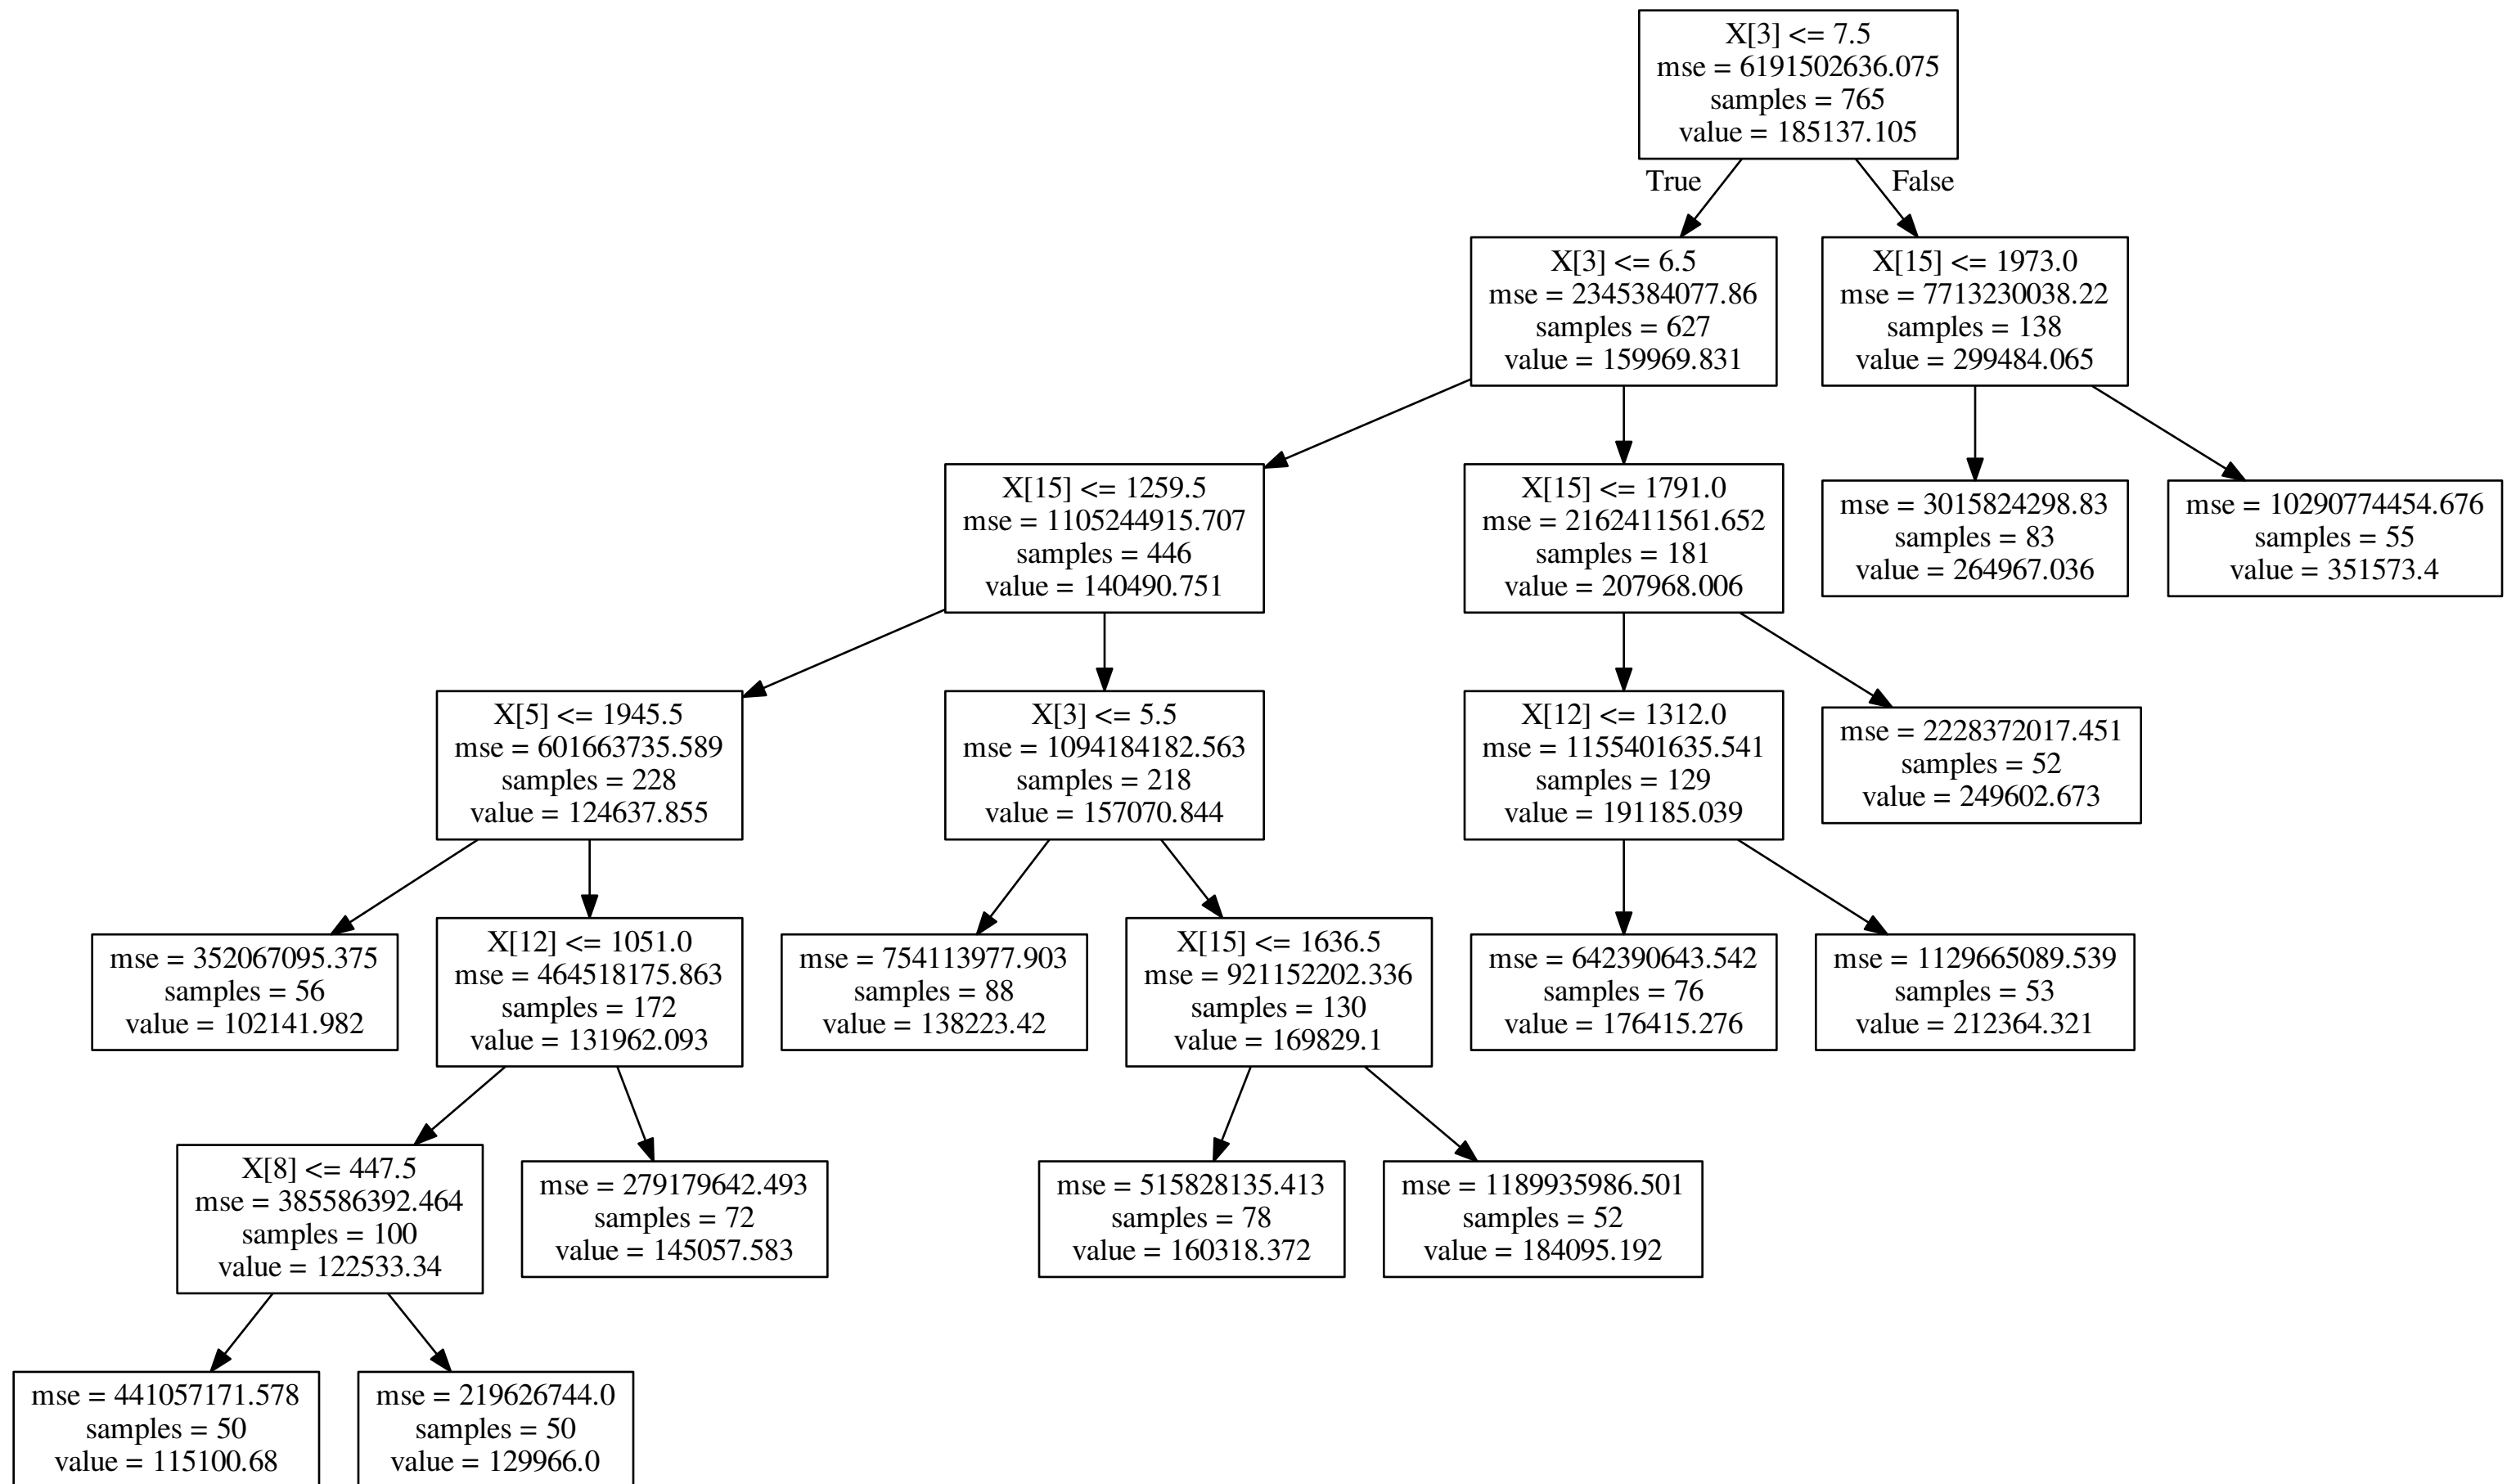 X[3] <= 7.5
mse = 6191502636.075
samples = 765
value = 185137.105
True
False
X[3] <= 6.5
mse = 2345384077.86
samples = 627
value = 159969.831
X[15] <= 1973.0
mse = 7713230038.22
samples = 138
value = 299484.065
X[15] <= 1259.5
mse = 1105244915.707
samples = 446
value = 140490.751
X[15] <= 1791.0
mse = 2162411561.652
samples = 181
value = 207968.006
mse = 3015824298.83
samples = 83
value = 264967.036
mse = 10290774454.676
samples = 55
value = 351573.4
X[5] <= 1945.5
mse = 601663735.589
samples = 228
value = 124637.855
X[3] <= 5.5
mse = 1094184182.563
samples = 218
value = 157070.844
X[12] <= 1312.0
mse = 1155401635.541
samples = 129
value = 191185.039
mse = 2228372017.451
samples = 52
value = 249602.673
mse = 352067095.375
samples = 56
value = 102141.982
X[12] <= 1051.0
mse = 464518175.863
samples = 172
value = 131962.093
mse = 754113977.903
samples = 88
value = 138223.42
X[15] <= 1636.5
mse = 921152202.336
samples = 130
value = 169829.1
mse = 642390643.542
samples = 76
value = 176415.276
mse = 1129665089.539
samples = 53
value = 212364.321
X[8] <= 447.5
mse = 385586392.464
samples = 100
value = 122533.34
mse = 279179642.493
samples = 72
value = 145057.583
mse = 515828135.413
samples = 78
value = 160318.372
mse = 1189935986.501
samples = 52
value = 184095.192
mse = 441057171.578
samples = 50
value = 115100.68
mse = 219626744.0
samples = 50
value = 129966.0